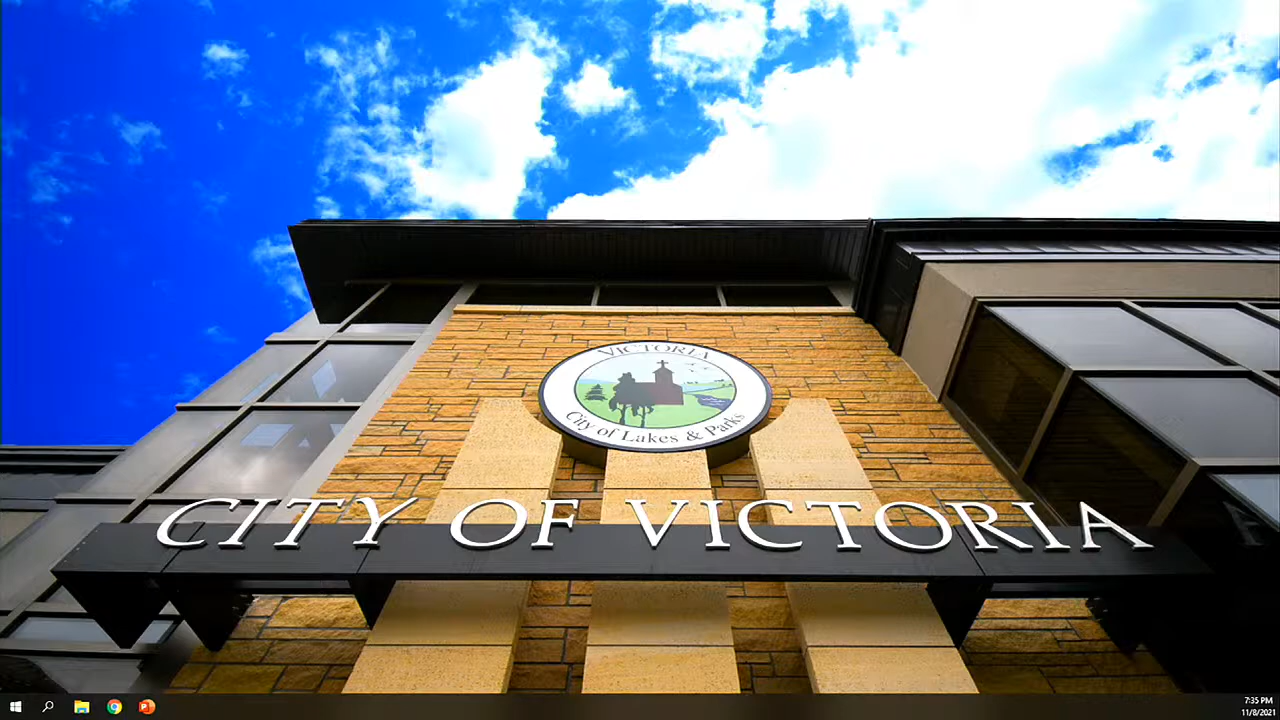 VICTORIA
City of Lakes & Parks
CITY OF VICTORIA
7:35 PM
11/8/2021